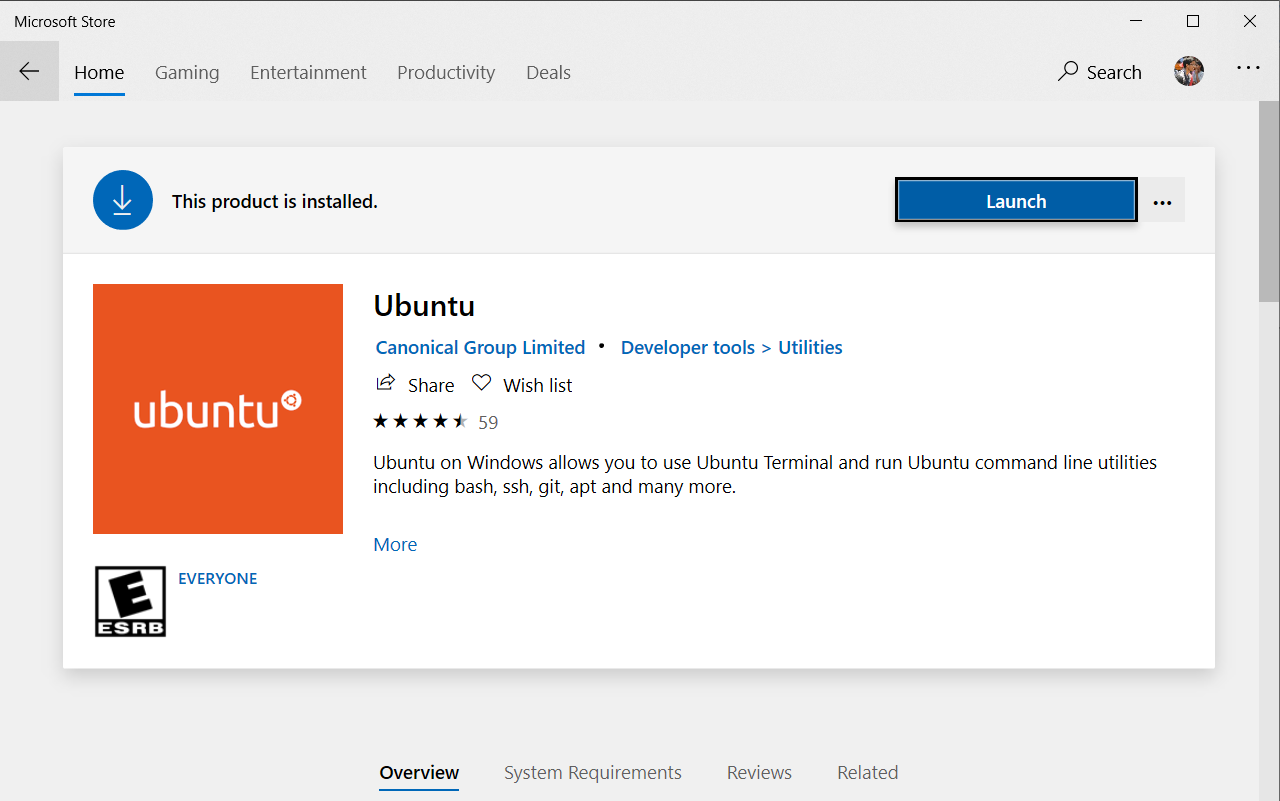 Microsoft Store
Home Gaming Entertainment Productivity Deals Search
This product is installed. Launch
ubuntu
Ubuntu
Canonical Group Limited • Developer tools > Utilities
Share Wish list
59
Ubuntu on Windows allows you to use Ubuntu Terminal and run Ubuntu command line utilities
including bash, ssh, git, apt and many more.
More
E
ESRB
EVERYONE
Overview System Requirements Reviews Related